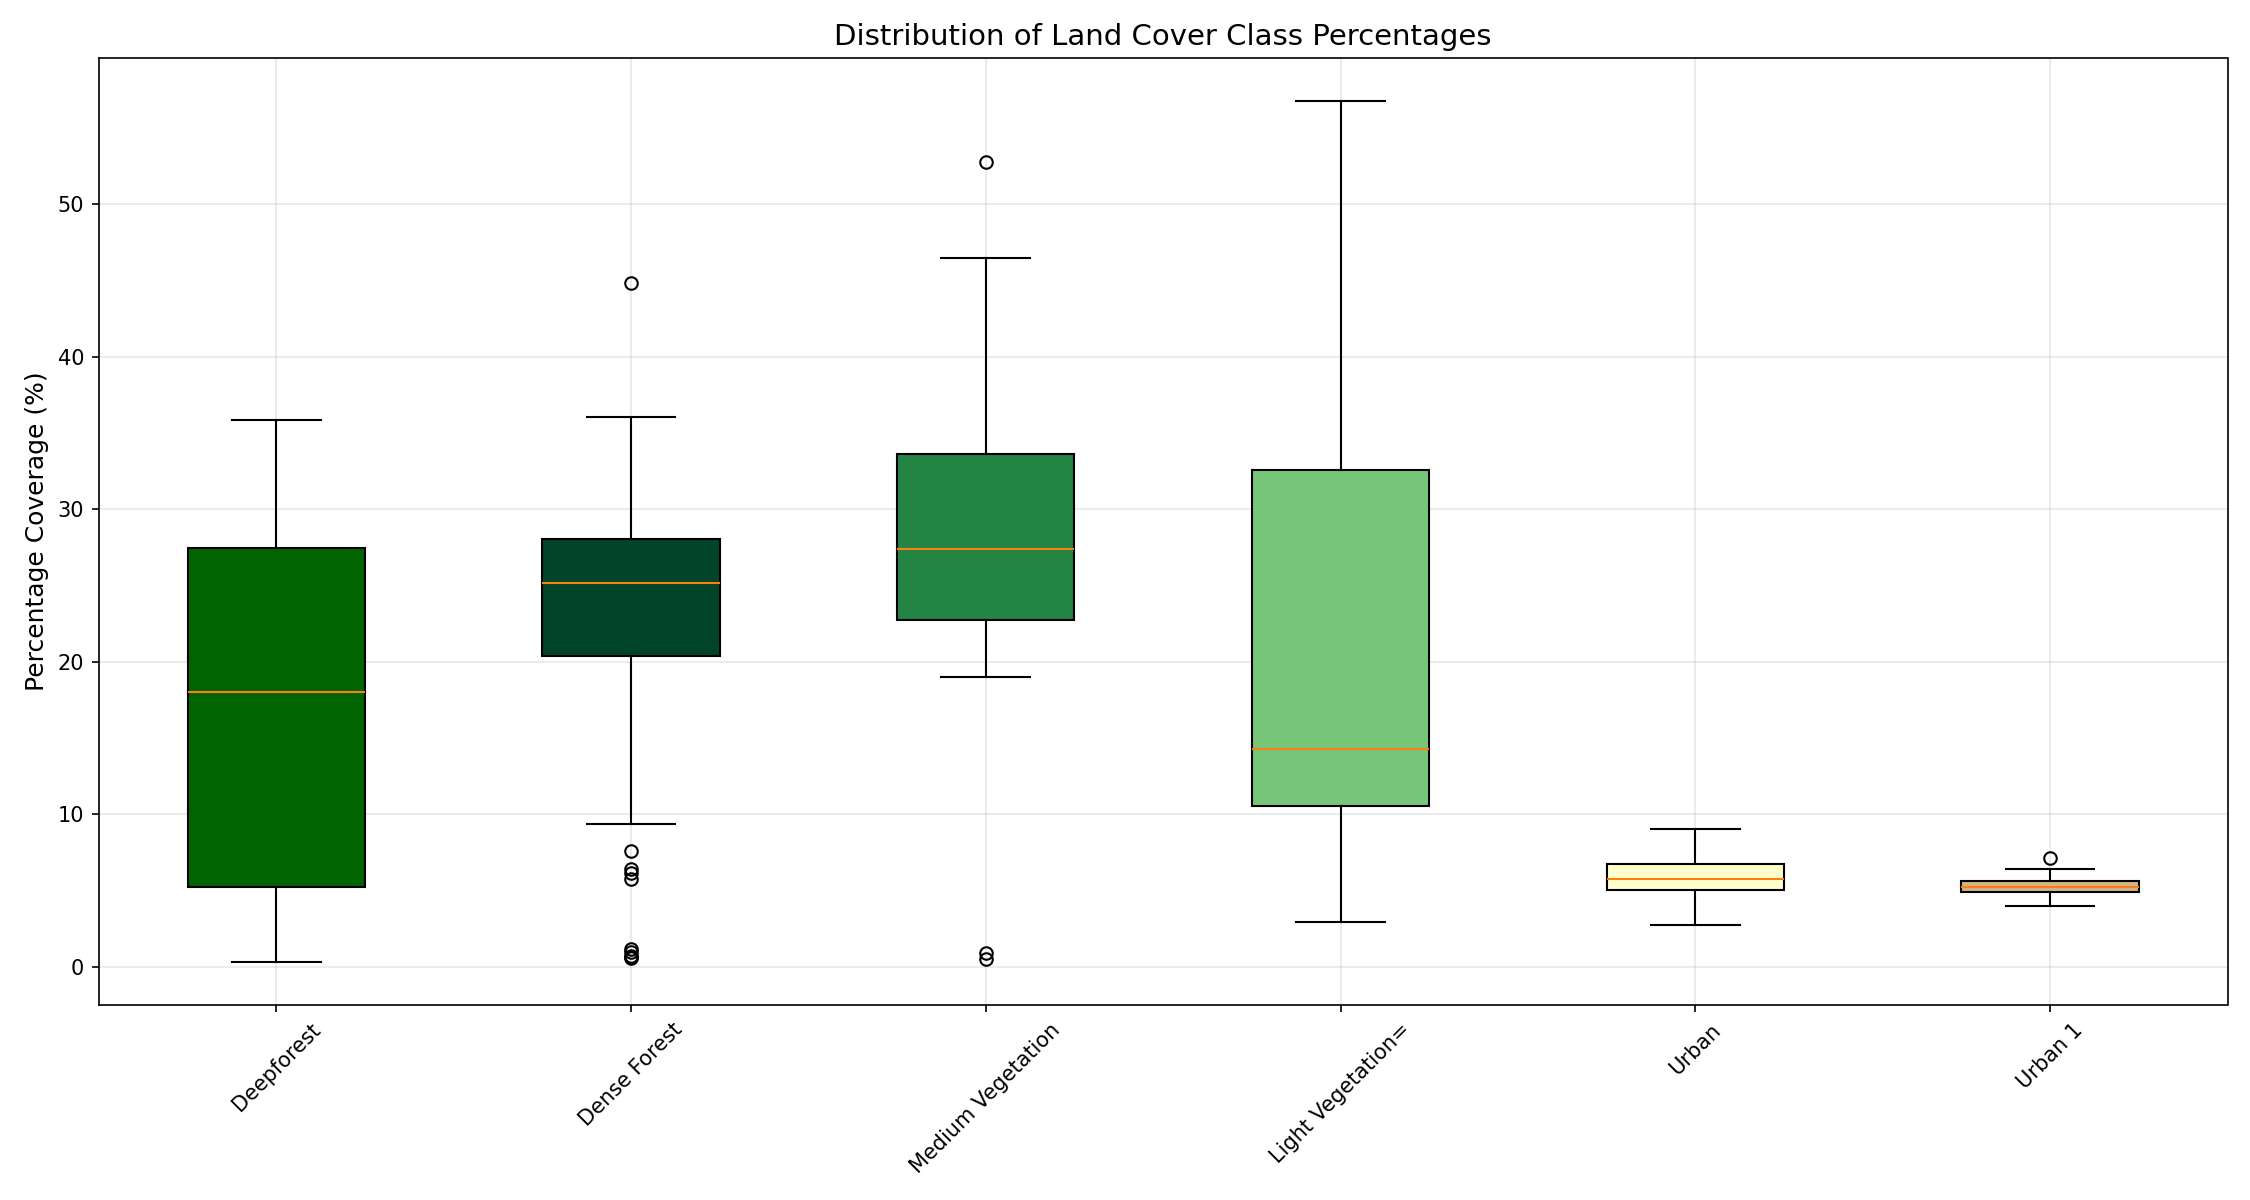 Distribution of Land Cover Class Percentages
Percentage Coverage (%)
50
40
30
20
10
0
Deepforest
Dense Forest
Medium Vegetation
Light Vegetation=
Urban
Urban 1